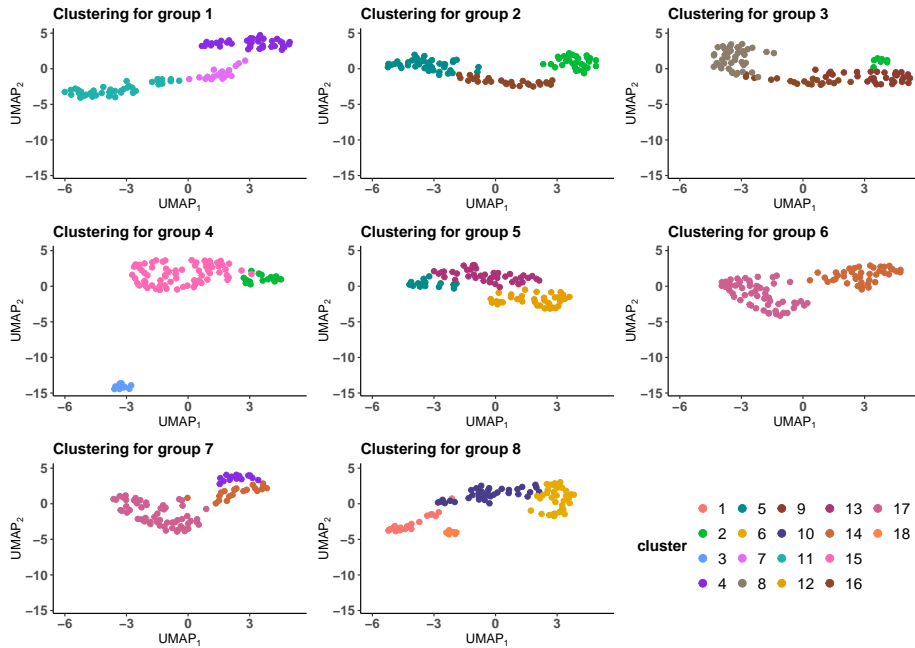 Clustering for group 1
5
0
−5
−10
−15
UMAP2
−6 −3 0 3
UMAP1
Clustering for group 2
5
0
−5
−10
−15
UMAP2
−6 −3 0 3
UMAP1
Clustering for group 3
5
0
−5
−10
−15
UMAP2
−6 −3 0 3
UMAP1
Clustering for group 4
5
0
−5
−10
−15
UMAP2
−6 −3 0 3
UMAP1
Clustering for group 5
5
0
−5
−10
−15
UMAP2
−6 −3 0 3
UMAP1
Clustering for group 6
5
0
−5
−10
−15
UMAP2
−6 −3 0 3
UMAP1
Clustering for group 7
5
0
−5
−10
−15
UMAP2
−6 −3 0 3
UMAP1
Clustering for group 8
5
0
−5
−10
−15
UMAP2
−6 −3 0 3
UMAP1
cluster
1 5 9 13 17
2 6 10 14 18
3 7 11 15
4 8 12 16